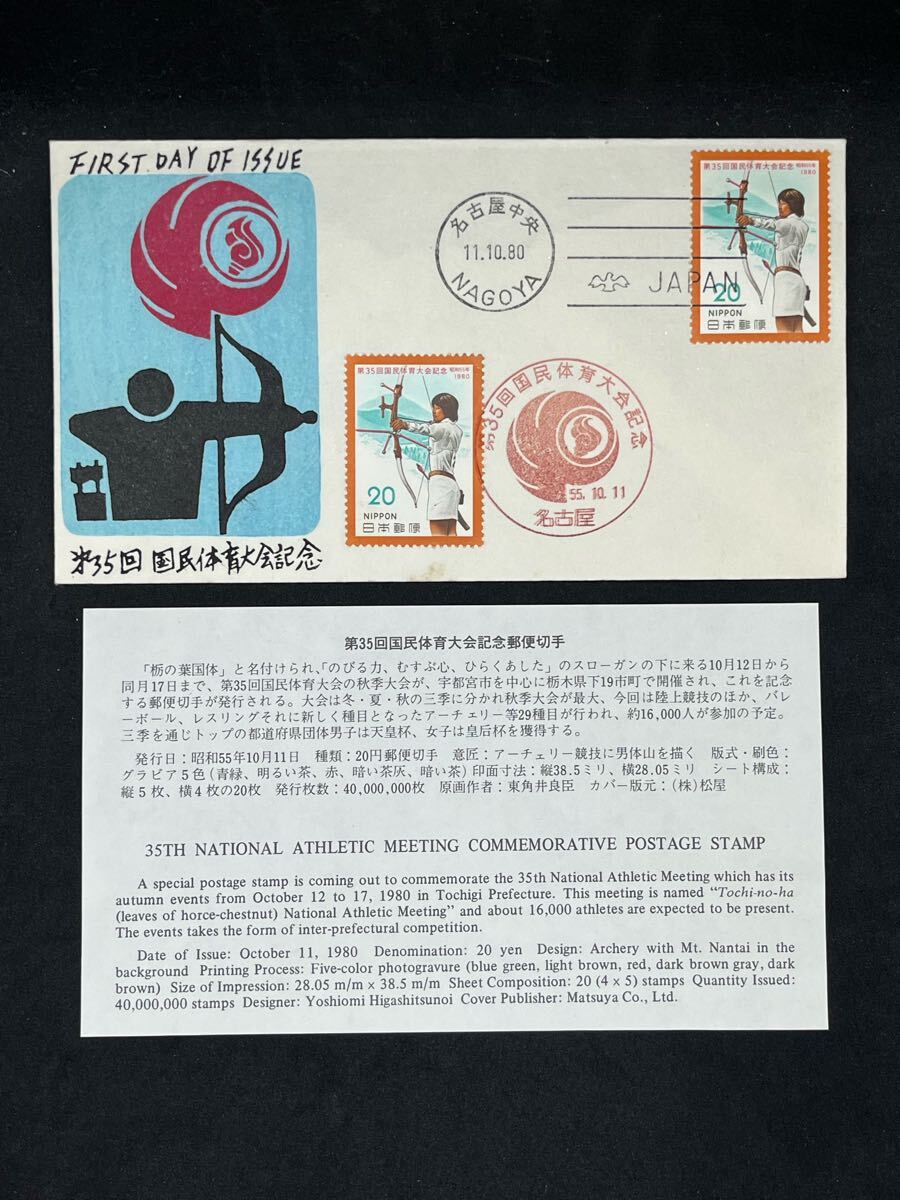 FIRST DAY OF ISSUE
名古屋中央
11.10.80
NAGOYA
JAPAN
第35回国民体育大会記念 昭和55年
1980
20
NIPPON
日本郵便
第35回国民体育大会記念 昭和55年
1980
20
NIPPON
日本郵便
第35回国民体育大会記念
55.10.11
名古屋
第35回国民体育大会記念
第35回国民体育大会記念郵便切手
「栃の葉国体」と名付けられ、「のびる力、むすぶ心、ひらくあした」のスローガンの下に来る10月12日から
同月17日まで、第35回国民体育大会の秋季大会が、宇都宮市を中心に栃木県下19市町で開催され、これを記念
する郵便切手が発行される。大会は冬・夏・秋の三季に分かれ秋季大会が最大、今回は陸上競技のほか、バレ
ーボール、レスリングそれに新しく種目となったアーチェリー等29種目が行われ、約16,000人が参加の予定。
三季を通じトップの都道府県団体男子は天皇杯、女子は皇后杯を獲得する。
発行日：昭和55年10月11日 種類：20円郵便切手 意匠：アーチェリー競技に男体山を描く 版式・刷色：
グラビア5色(青緑、明るい茶、赤、暗い茶灰、暗い茶)印面寸法：縦38.5ミリ、横28.05ミリ シート構成：
縦5枚、横4枚の20枚 発行枚数：40,000,000枚 原画作者：東角井良臣 カバー版元：(株)松屋
35TH NATIONAL ATHLETIC MEETING COMMEMORATIVE POSTAGE STAMP
A special postage stamp is coming out to commemorate the 35th National Athletic Meeting which has its
autumn events from October 12 to 17, 1980 in Tochigi Prefecture. This meeting is named “Tochi-no-ha
(leaves of horce-chestnut) National Athletic Meeting” and about 16,000 athletes are expected to be present.
The events takes the form of inter-prefectural competition.
Date of Issue: October 11, 1980 Denomination: 20 yen Design: Archery with Mt. Nantai in the
background Printing Process: Five-color photogravure (blue green, light brown, red, dark brown gray, dark
brown) Size of Impression: 28.05 m/m × 38.5 m/m Sheet Composition: 20 (4 × 5) stamps Quantity Issued:
40,000,000 stamps Designer: Yoshiomi Higashitsunoi Cover Publisher: Matsuya Co., Ltd.